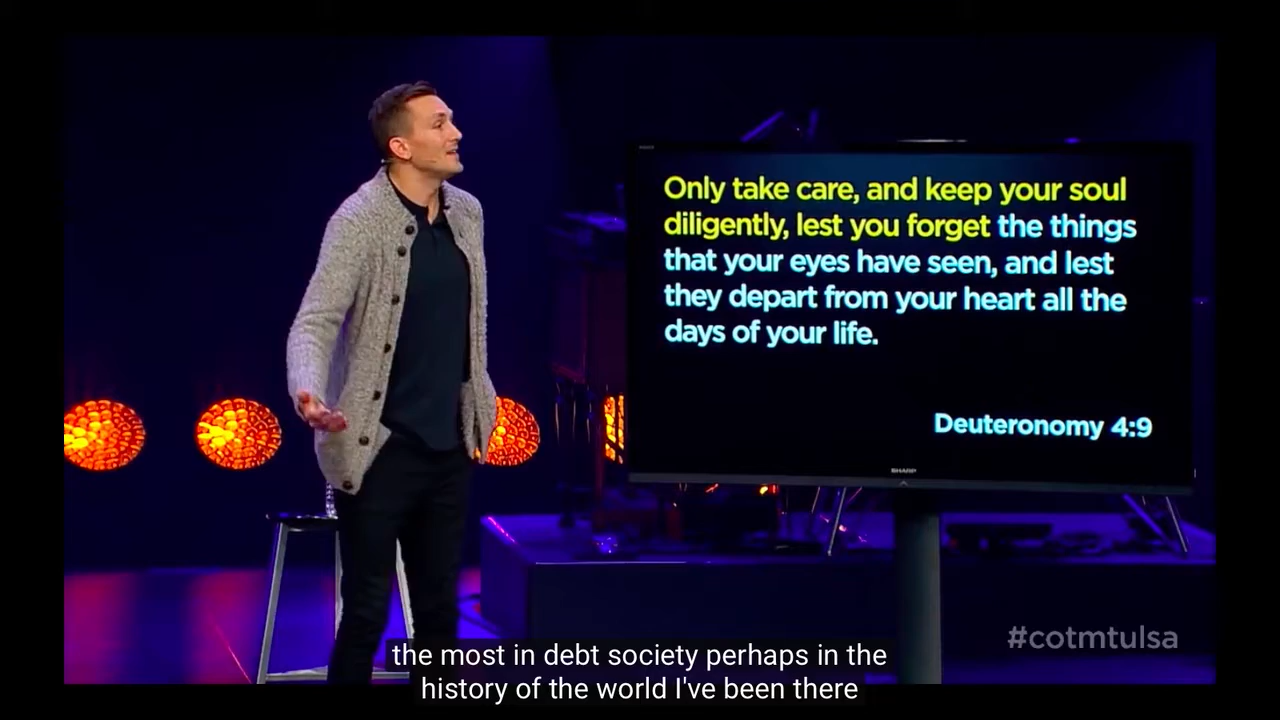 Only take care, and keep your soul
diligently, lest you forget the things
that your eyes have seen, and lest
they depart from your heart all the
days of your life.
Deuteronomy 4:9
SHARP
#cotmtulsa
the most in debt society perhaps in the
history of the world I've been there